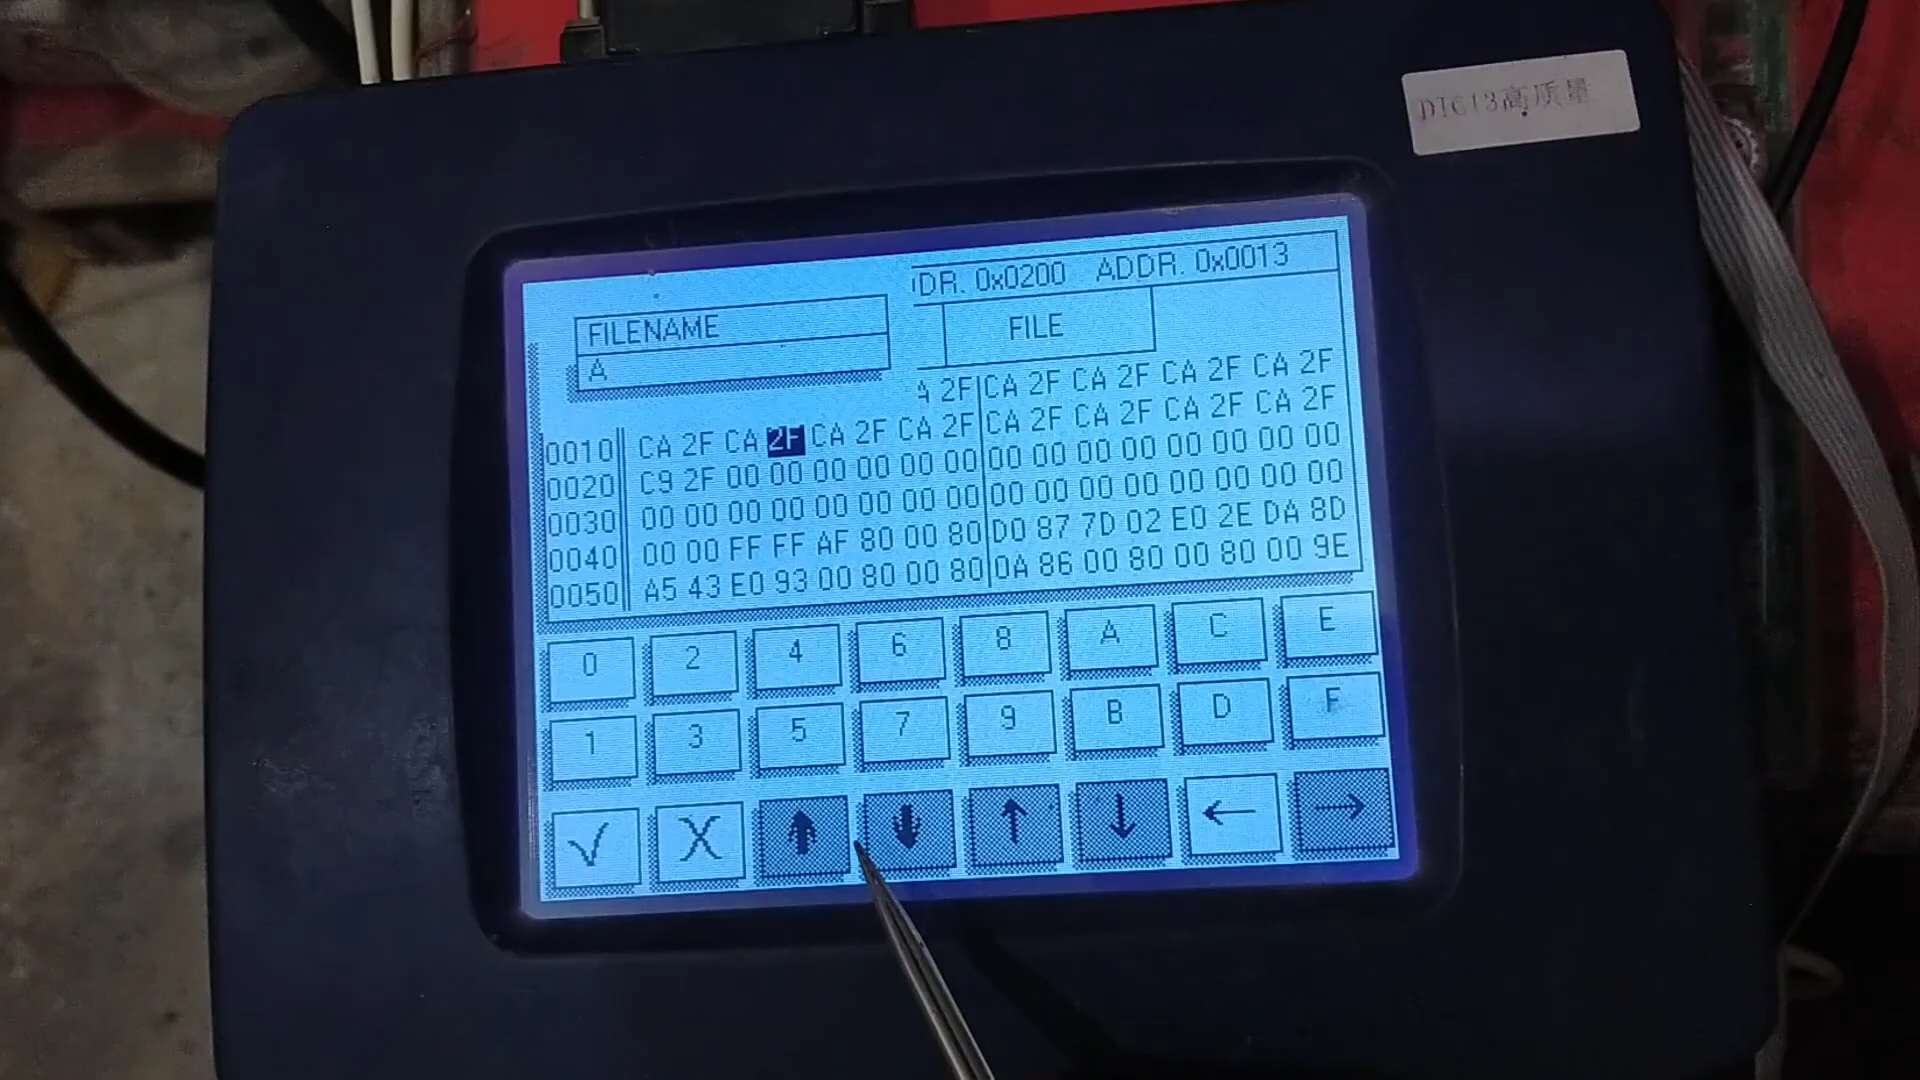 DIG13高质量
DR. 0x0200 ADDR. 0x0013
FILENAME
FILE
A
2F CA 2F CA 2F CA 2F CA 2F
0010 CA 2F CA 2F CA 2F CA 2F CA 2F CA 2F CA 2F CA 2F
0020 C9 2F 00 00 00 00 00 00 00 00 00 00 00 00 00 00
0030 00 00 00 00 00 00 00 00 00 00 00 00 00 00 00 00
0040 00 00 FF FF AF 80 00 80 D0 87 7D 02 E0 2E DA 8D
0050 A5 43 E0 93 00 80 00 80 0A 86 00 80 00 80 00 9E
0 2 4 6 8 A C E
1 3 5 7 9 B D F
√ X ↑ ↓ ↑ ↓ ← →